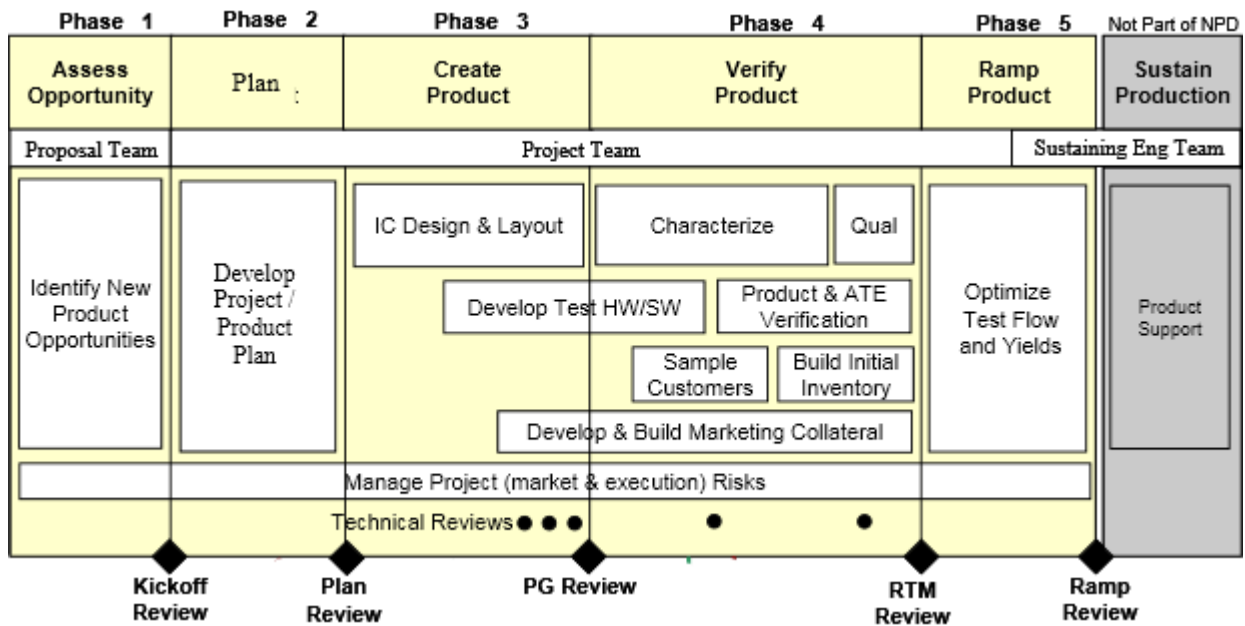 Phase 1
Phase 2
Phase 3
Phase 4
Phase 5
Not Part of NPD
Assess
Opportunity
Plan :
Create
Product
Verify
Product
Ramp
Product
Sustain
Production
Proposal Team
Project Team
Sustaining Eng Team
Identify New
Product
Opportunities
Develop
Project /
Product
Plan
IC Design & Layout
Characterize
Qual
Develop Test HW/SW
Product & ATE
Verification
Sample
Customers
Build Initial
Inventory
Develop & Build Marketing Collateral
Optimize
Test Flow
and Yields
Product
Support
Manage Project (market & execution) Risks
Technical Reviews
Kickoff
Review
Plan
Review
PG Review
RTM
Review
Ramp
Review